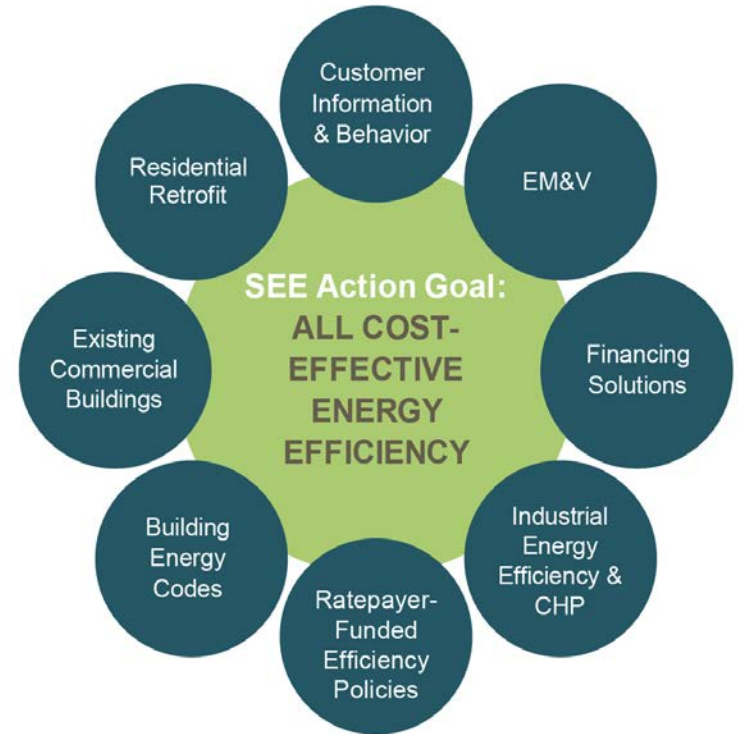 Customer
Information
& Behavior
EM&V
Financing
Solutions
Industrial
Energy
Efficiency &
CHP
Ratepayer-
Funded
Efficiency
Policies
Building
Energy
Codes
Existing
Commercial
Buildings
Residential
Retrofit
SEE Action Goal:
ALL COST-
EFFECTIVE
ENERGY
EFFICIENCY